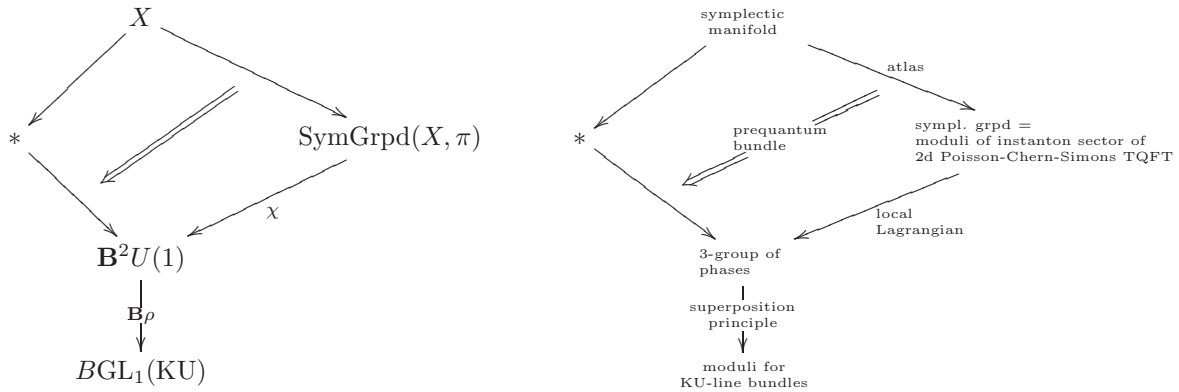 X
*
SymGrpd(X, π)
χ
B²U(1)
Bρ
BGL₁(KU)
symplectic
manifold
atlas
*
prequantum
bundle
sympl. grpd =
moduli of instanton sector of
2d Poisson-Chern-Simons TQFT
local
Lagrangian
3-group of
phases
superposition
principle
moduli for
KU-line bundles